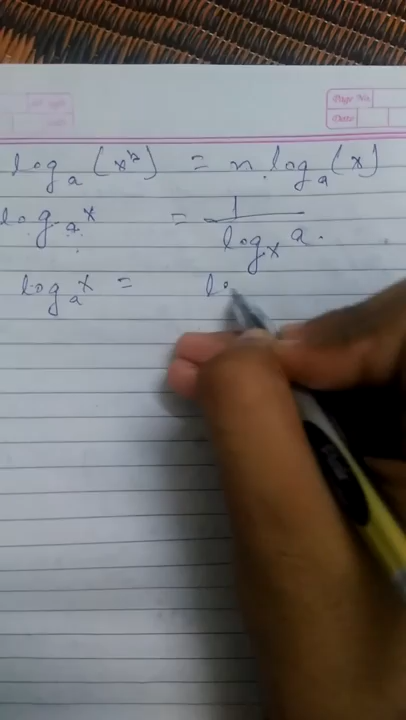 Page No.
Date
log_a (x^n) = n.log_a (x)
log_a x = 1 / log_x a.
log_a x = lo